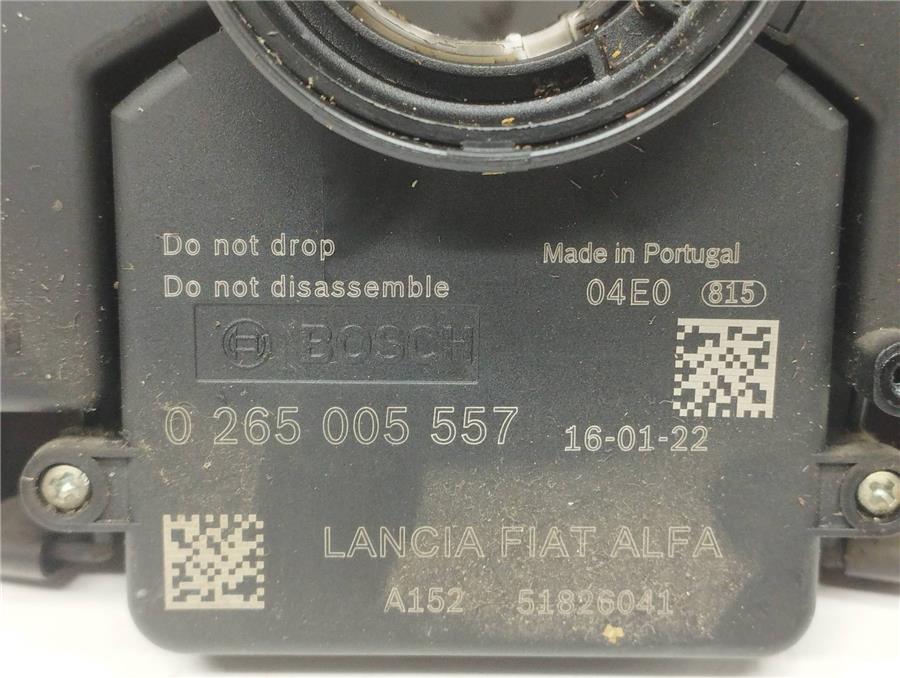 Do not drop
Made in Portugal
Do not disassemble
04E0 815
BOSCH
0 265 005 557
16-01-22
LANCIA FIAT ALFA
A152 51826041